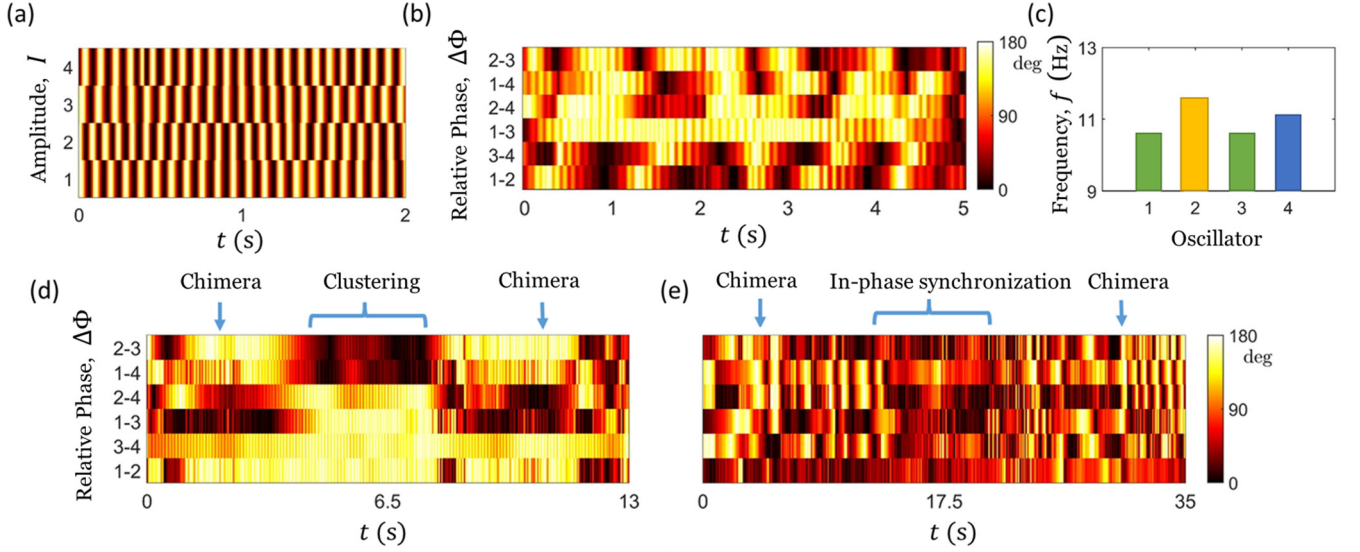 (a)
Amplitude, I
4
3
2
1
0 1 2
t (s)
(b)
Relative Phase, ΔΦ
2-3
1-4
2-4
1-3
3-4
1-2
0 1 2 3 4 5
t (s)
180
deg
90
0
(c)
Frequency, f (Hz)
13
11
9
1 2 3 4
Oscillator
(d)
Chimera Clustering Chimera
Relative Phase, ΔΦ
2-3
1-4
2-4
1-3
3-4
1-2
0 6.5 13
t (s)
(e)
Chimera In-phase synchronization Chimera
0 17.5 35
t (s)
180
deg
90
0